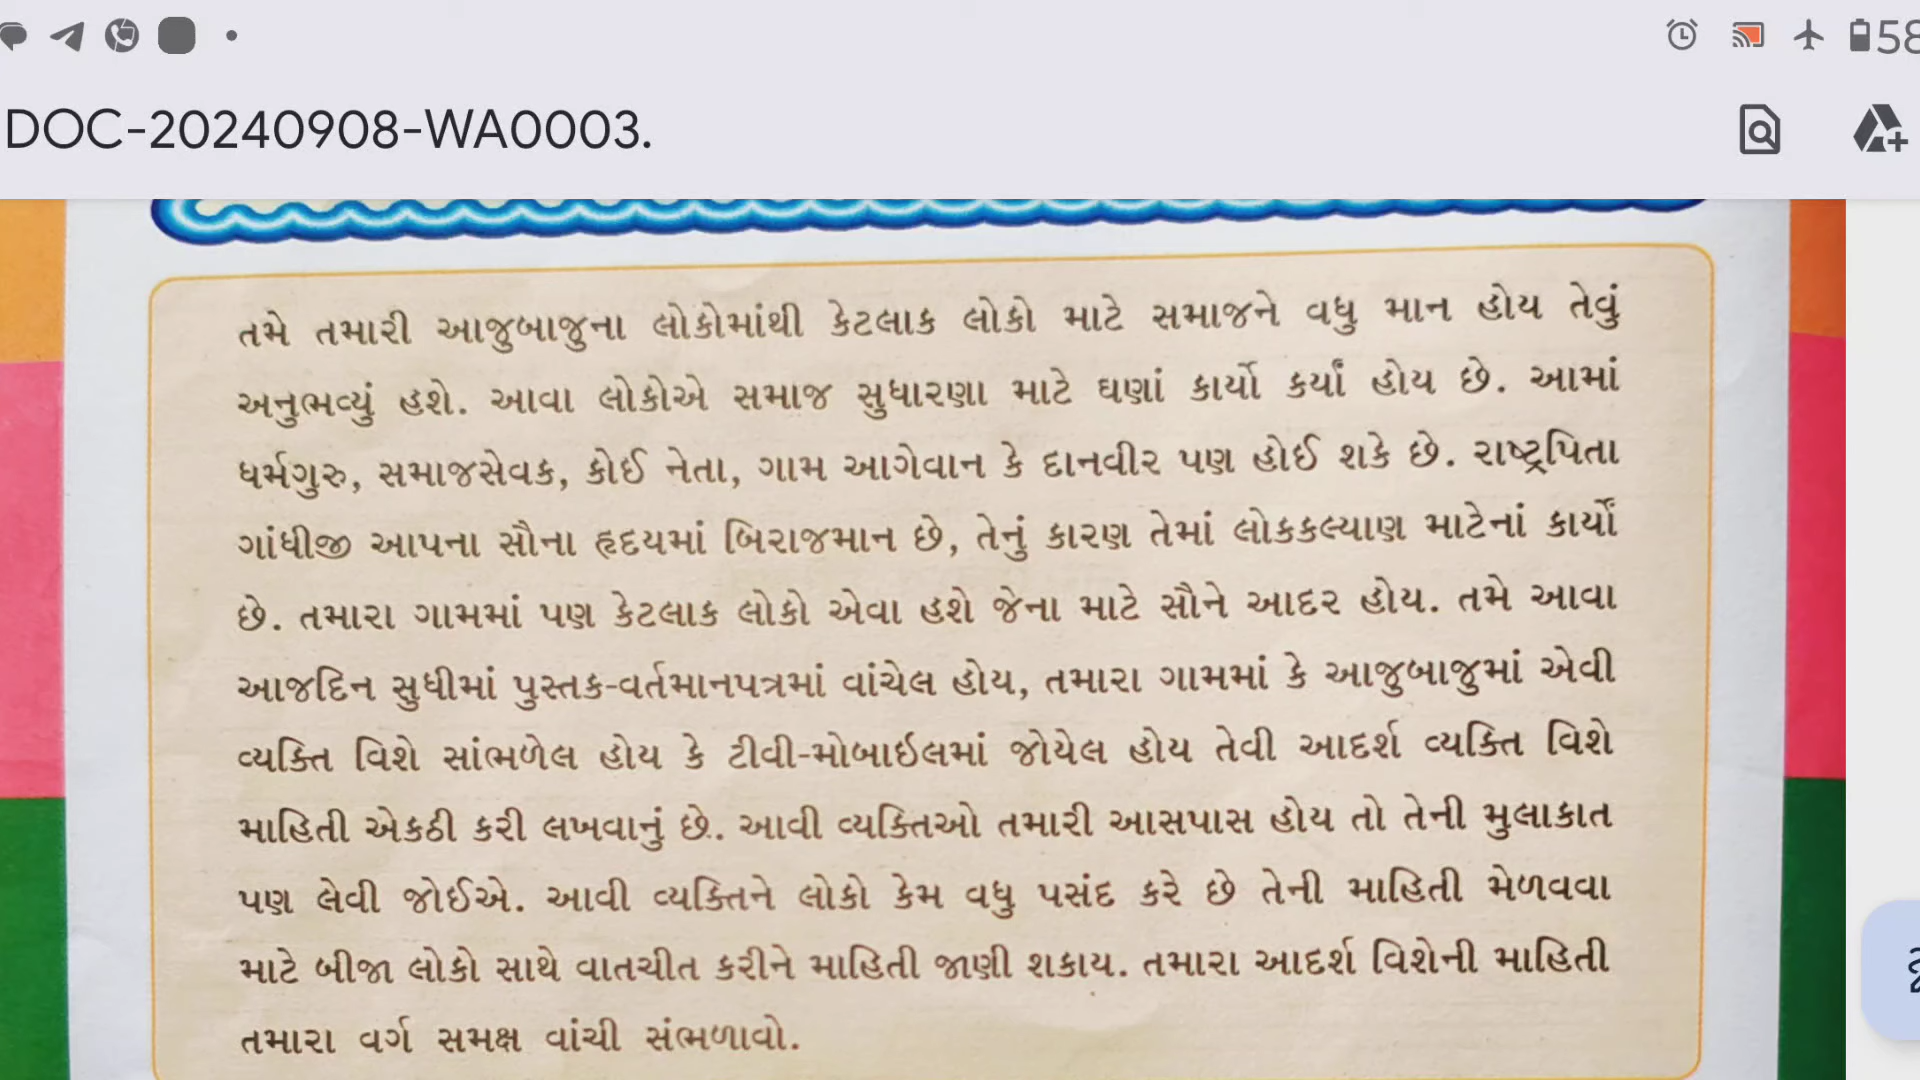 58
DOC-20240908-WA0003.
તમે તમારી આજુબાજુના લોકોમાંથી કેટલાક લોકો માટે સમાજને વધુ માન હોય તેવું
અનુભવ્યું હશે. આવા લોકોએ સમાજ સુધારણા માટે ઘણાં કાર્યો કર્યાં હોય છે. આમાં
ધર્મગુરુ, સમાજસેવક, કોઈ નેતા, ગામ આગેવાન કે દાનવીર પણ હોઈ શકે છે. રાષ્ટ્રપિતા
ગાંધીજી આપના સૌના હૃદયમાં બિરાજમાન છે, તેનું કારણ તેમાં લોકકલ્યાણ માટેનાં કાર્યો
છે. તમારા ગામમાં પણ કેટલાક લોકો એવા હશે જેના માટે સૌને આદર હોય. તમે આવા
આજદિન સુધીમાં પુસ્તક-વર્તમાનપત્રમાં વાંચેલ હોય, તમારા ગામમાં કે આજુબાજુમાં એવી
વ્યક્તિ વિશે સાંભળેલ હોય કે ટીવી-મોબાઇલમાં જોયેલ હોય તેવી આદર્શ વ્યક્તિ વિશે
માહિતી એકઠી કરી લખવાનું છે.. આવી વ્યક્તિઓ તમારી આસપાસ હોય તો તેની મુલાકાત
પણ લેવી જોઈએ. આવી વ્યક્તિને લોકો કેમ વધુ પસંદ કરે છે તેની માહિતી મેળવવા
માટે બીજા લોકો સાથે વાતચીત કરીને માહિતી જાણી શકાય. તમારા આદર્શ વિશેની માહિતી
તમારા વર્ગ સમક્ષ વાંચી સંભળાવો.